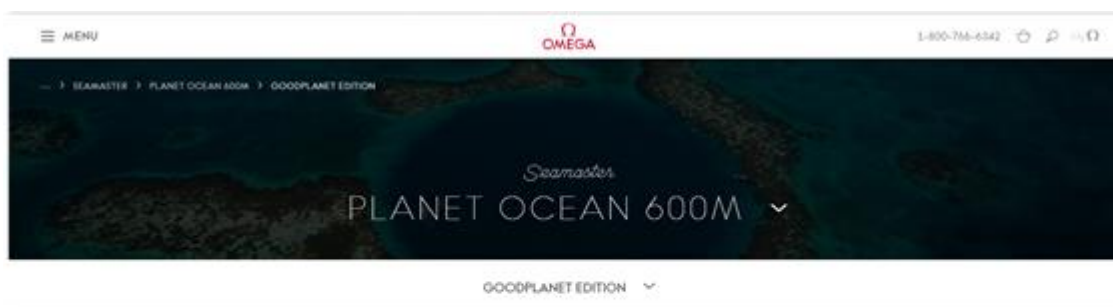 MENU
Ω
OMEGA
1-800-766-6342
... > SEAMASTER > PLANET OCEAN 600M > GOODPLANET EDITION
Seamaster
PLANET OCEAN 600M
GOODPLANET EDITION